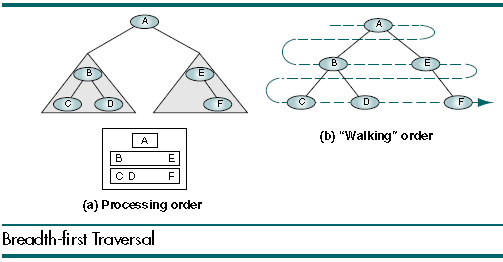 A
B
E
C
D
F
A
B E
C D F
(a) Processing order
A
B
E
C
D
F
(b) "Walking" order
Breadth-first Traversal